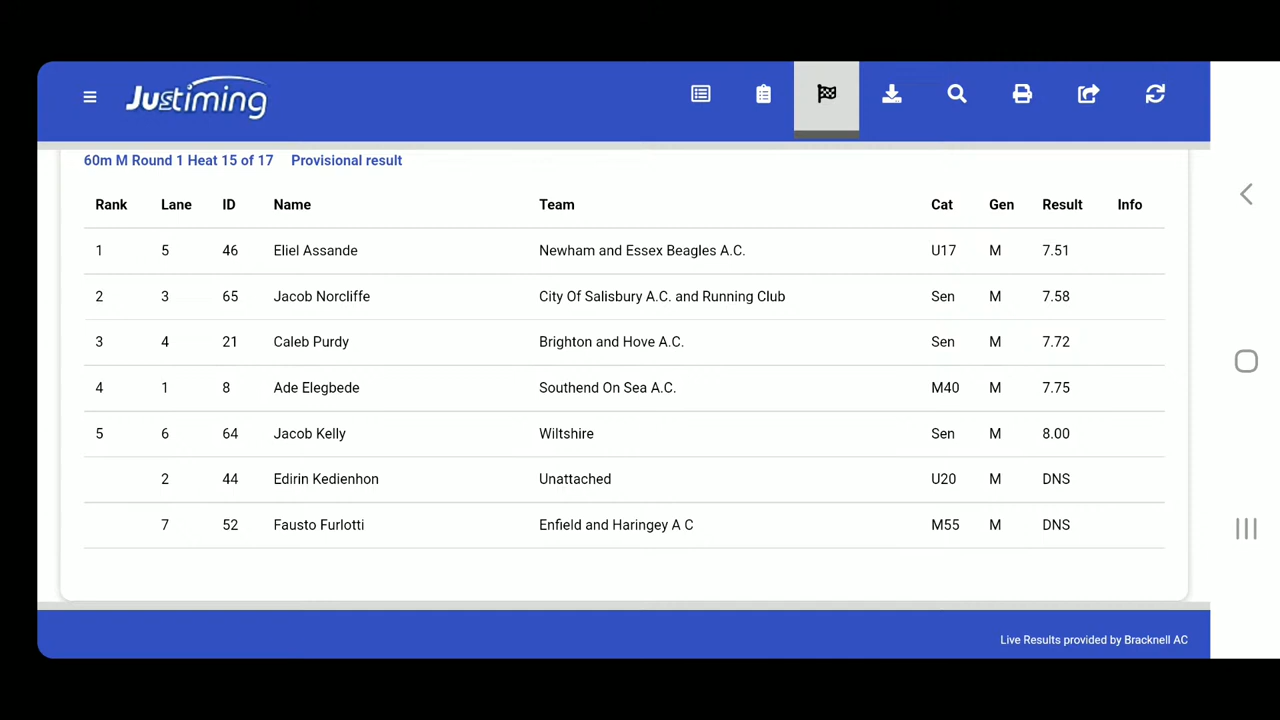 Justiming
60m M Round 1 Heat 15 of 17 Provisional result
Rank Lane ID Name Team Cat Gen Result Info
1 5 46 Eliel Assande Newham and Essex Beagles A.C. U17 M 7.51
2 3 65 Jacob Norcliffe City Of Salisbury A.C. and Running Club Sen M 7.58
3 4 21 Caleb Purdy Brighton and Hove A.C. Sen M 7.72
4 1 8 Ade Elegbede Southend On Sea A.C. M40 M 7.75
5 6 64 Jacob Kelly Wiltshire Sen M 8.00
2 44 Edirin Kedienhon Unattached U20 M DNS
7 52 Fausto Furlotti Enfield and Haringey A C M55 M DNS
Live Results provided by Bracknell AC